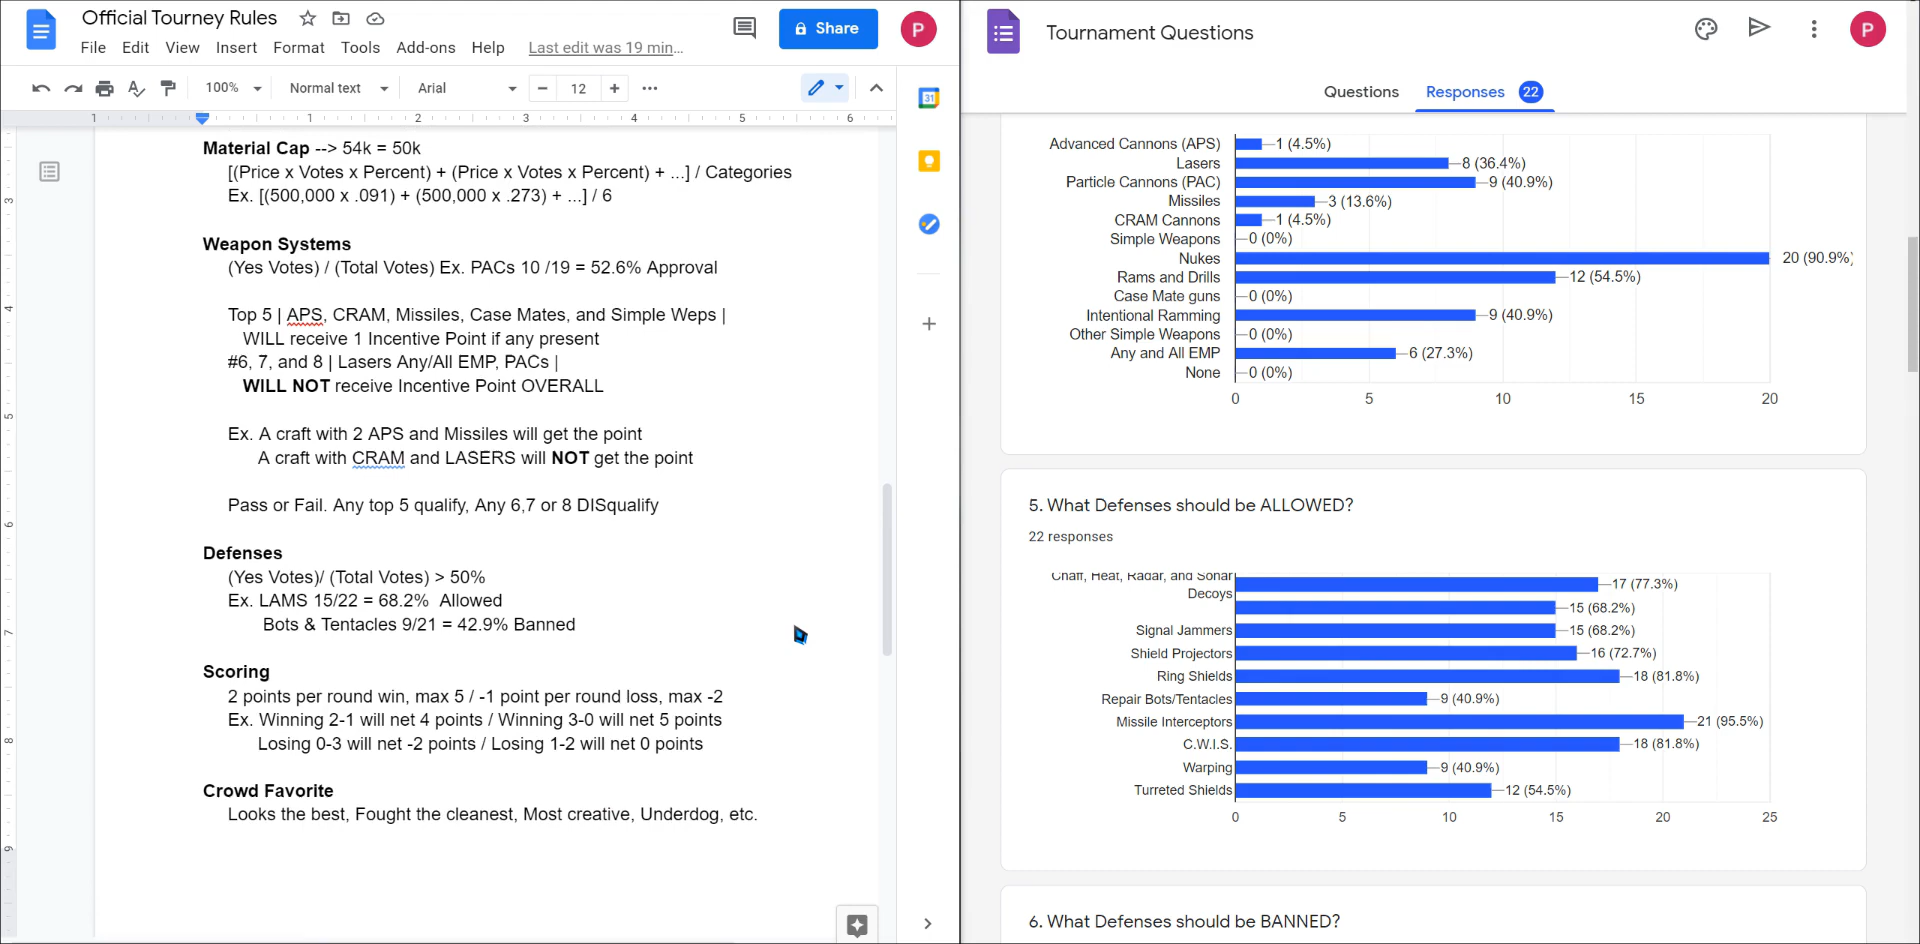 Official Tourney Rules
File Edit View Insert Format Tools Add-ons Help Last edit was 19 min...
Share
P
100% Normal text Arial 12
31
1 1 2 3 4 5 6
3
4
5
6
7
8
9
Material Cap --> 54k = 50k
[(Price x Votes x Percent) + (Price x Votes x Percent) + ...] / Categories
Ex. [(500,000 x .091) + (500,000 x .273) + ...] / 6
Weapon Systems
(Yes Votes) / (Total Votes) Ex. PACs 10 /19 = 52.6% Approval
Top 5 | APS, CRAM, Missiles, Case Mates, and Simple Weps |
WILL receive 1 Incentive Point if any present
#6, 7, and 8 | Lasers Any/All EMP, PACs |
WILL NOT receive Incentive Point OVERALL
Ex. A craft with 2 APS and Missiles will get the point
A craft with CRAM and LASERS will NOT get the point
Pass or Fail. Any top 5 qualify, Any 6,7 or 8 DISqualify
Defenses
(Yes Votes)/ (Total Votes) > 50%
Ex. LAMS 15/22 = 68.2% Allowed
Bots & Tentacles 9/21 = 42.9% Banned
Scoring
2 points per round win, max 5 / -1 point per round loss, max -2
Ex. Winning 2-1 will net 4 points / Winning 3-0 will net 5 points
Losing 0-3 will net -2 points / Losing 1-2 will net 0 points
Crowd Favorite
Looks the best, Fought the cleanest, Most creative, Underdog, etc.
Tournament Questions
P
Questions Responses 22
Advanced Cannons (APS) 1 (4.5%)
Lasers 8 (36.4%)
Particle Cannons (PAC) 9 (40.9%)
Missiles 3 (13.6%)
CRAM Cannons 1 (4.5%)
Simple Weapons 0 (0%)
Nukes 20 (90.9%)
Rams and Drills 12 (54.5%)
Case Mate guns 0 (0%)
Intentional Ramming 9 (40.9%)
Other Simple Weapons 0 (0%)
Any and All EMP 6 (27.3%)
None 0 (0%)
0 5 10 15 20
5. What Defenses should be ALLOWED?
22 responses
Chaff, Heat, Radar, and Sonar
Decoys 17 (77.3%)
15 (68.2%)
Signal Jammers 15 (68.2%)
Shield Projectors 16 (72.7%)
Ring Shields 18 (81.8%)
Repair Bots/Tentacles 9 (40.9%)
Missile Interceptors 21 (95.5%)
C.W.I.S. 18 (81.8%)
Warping 9 (40.9%)
Turreted Shields 12 (54.5%)
0 5 10 15 20 25
6. What Defenses should be BANNED?